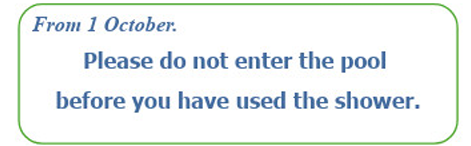 From 1 October.
Please do not enter the pool
before you have used the shower.